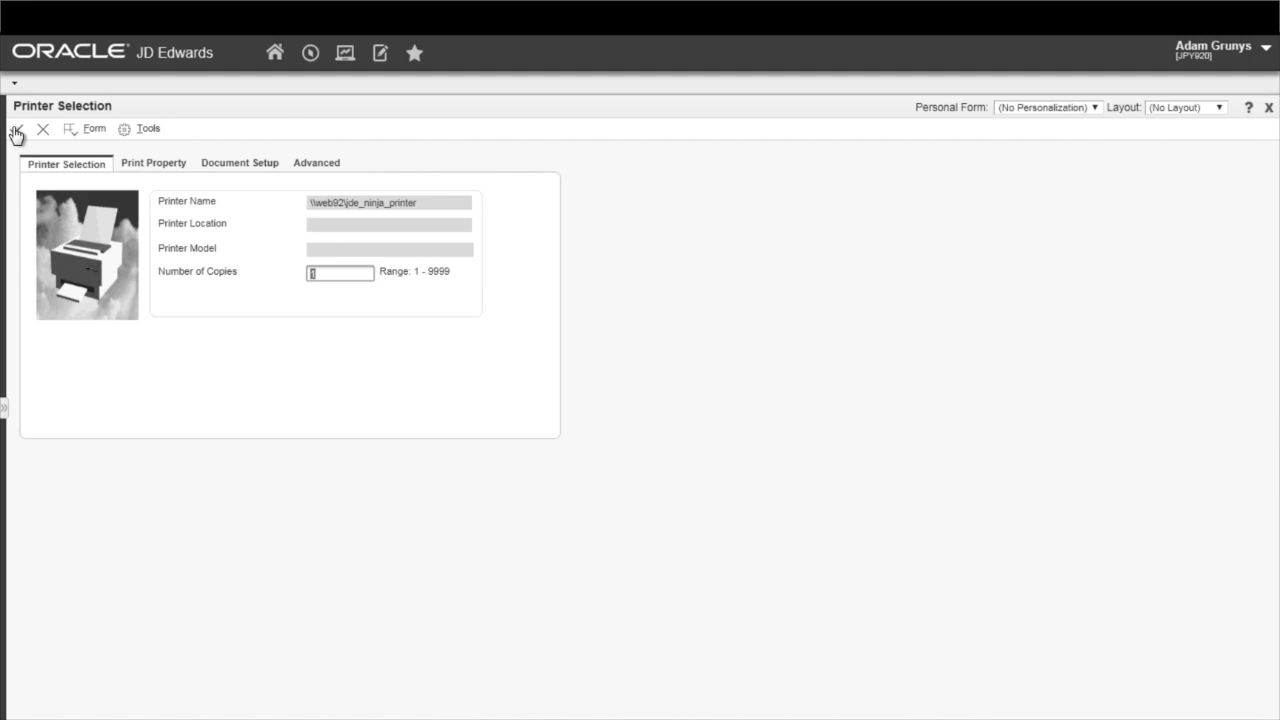 ORACLE JD Edwards
Adam Grunys
[JPY920]
Printer Selection
Personal Form: (No Personalization) Layout: (No Layout) ? X
Form Tools
Printer Selection Print Property Document Setup Advanced
Printer Name \\web92\jde_ninja_printer
Printer Location
Printer Model
Number of Copies 1 Range: 1 - 9999